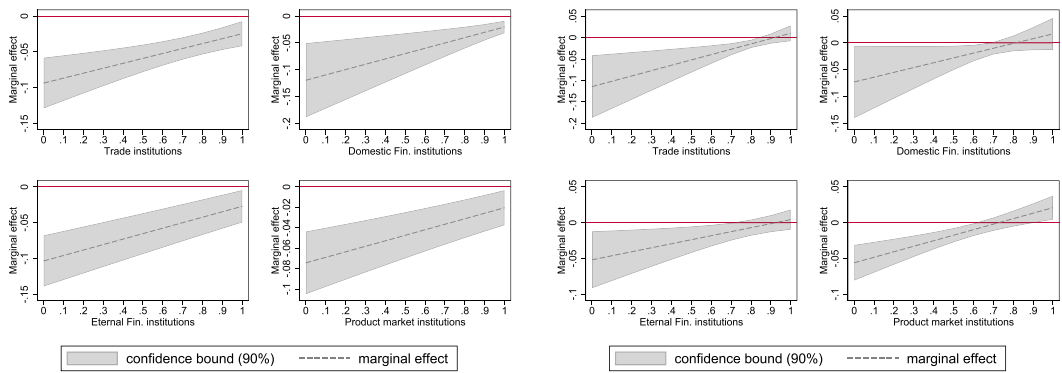 Marginal effect
-0
-.05
-.1
-.15
0 .1 .2 .3 .4 .5 .6 .7 .8 .9 1
Trade institutions
Marginal effect
0
-.05
-.1
-.15
-.2
0 .1 .2 .3 .4 .5 .6 .7 .8 .9 1
Domestic Fin. institutions
Marginal effect
.05
0
-.05
-.1
-.15
-.2
0 .1 .2 .3 .4 .5 .6 .7 .8 .9 1
Trade institutions
Marginal effect
.05
0
-.05
-.1
-.15
0 .1 .2 .3 .4 .5 .6 .7 .8 .9 1
Domestic Fin. institutions
Marginal effect
0
-.05
-.1
-.15
0 .1 .2 .3 .4 .5 .6 .7 .8 .9 1
Eternal Fin. institutions
Marginal effect
0
-.02
-.04
-.06
-.08
-.1
0 .1 .2 .3 .4 .5 .6 .7 .8 .9 1
Product market institutions
Marginal effect
.05
0
-.05
-.1
0 .1 .2 .3 .4 .5 .6 .7 .8 .9 1
Eternal Fin. institutions
Marginal effect
.05
0
-.05
-.1
0 .1 .2 .3 .4 .5 .6 .7 .8 .9 1
Product market institutions
confidence bound (90%) marginal effect
confidence bound (90%) marginal effect